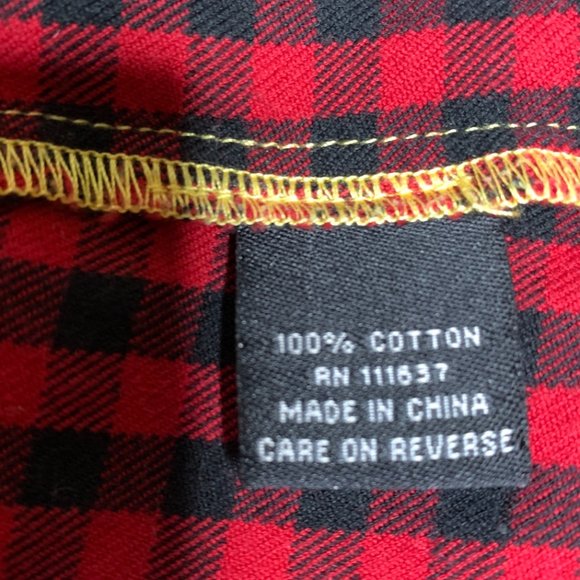 100% COTTON
RN 111637
MADE IN CHINA
CARE ON REVERSE